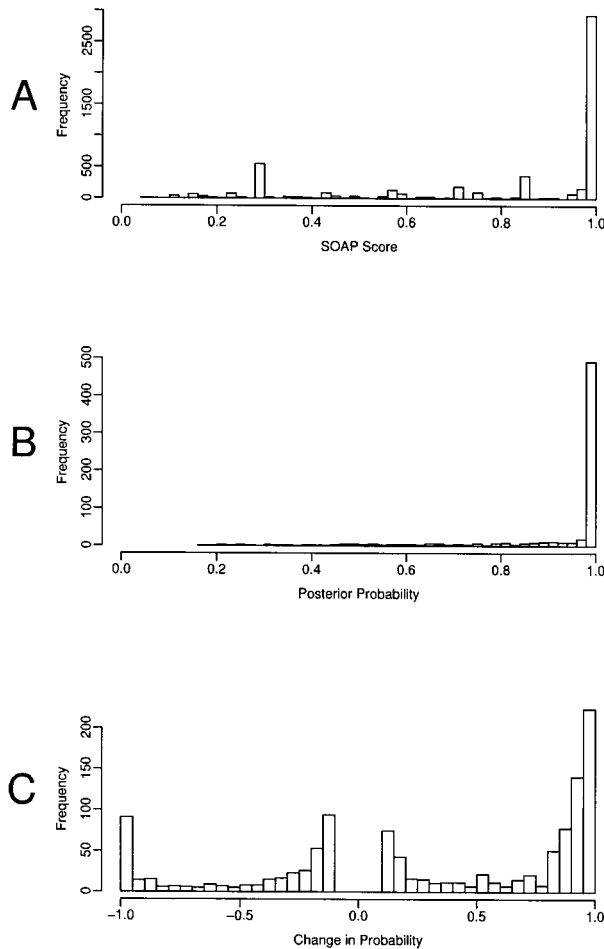 A
Frequency
2500
1500
500
0
0.0 0.2 0.4 0.6 0.8 1.0
SOAP Score
B
Frequency
500
400
300
200
100
0
0.0 0.2 0.4 0.6 0.8 1.0
Posterior Probability
C
Frequency
200
150
100
50
0
−1.0 −0.5 0.0 0.5 1.0
Change in Probability